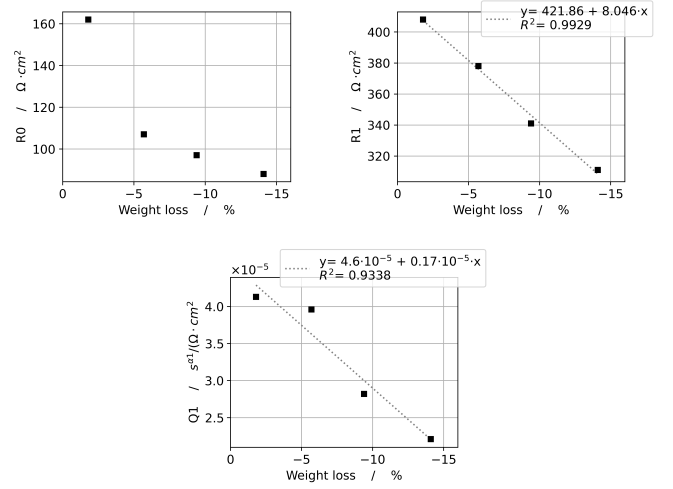 160
140
120
100
0 −5 −10 −15
R0 / Ω·cm²
Weight loss / %
y= 421.86 + 8.046·x
R²= 0.9929
400
380
360
340
320
0 −5 −10 −15
R1 / Ω·cm²
Weight loss / %
×10⁻⁵
y= 4.6·10⁻⁵ + 0.17·10⁻⁵·x
R²= 0.9338
4.0
3.5
3.0
2.5
0 −5 −10 −15
Q1 / s^α1/(Ω·cm²
Weight loss / %